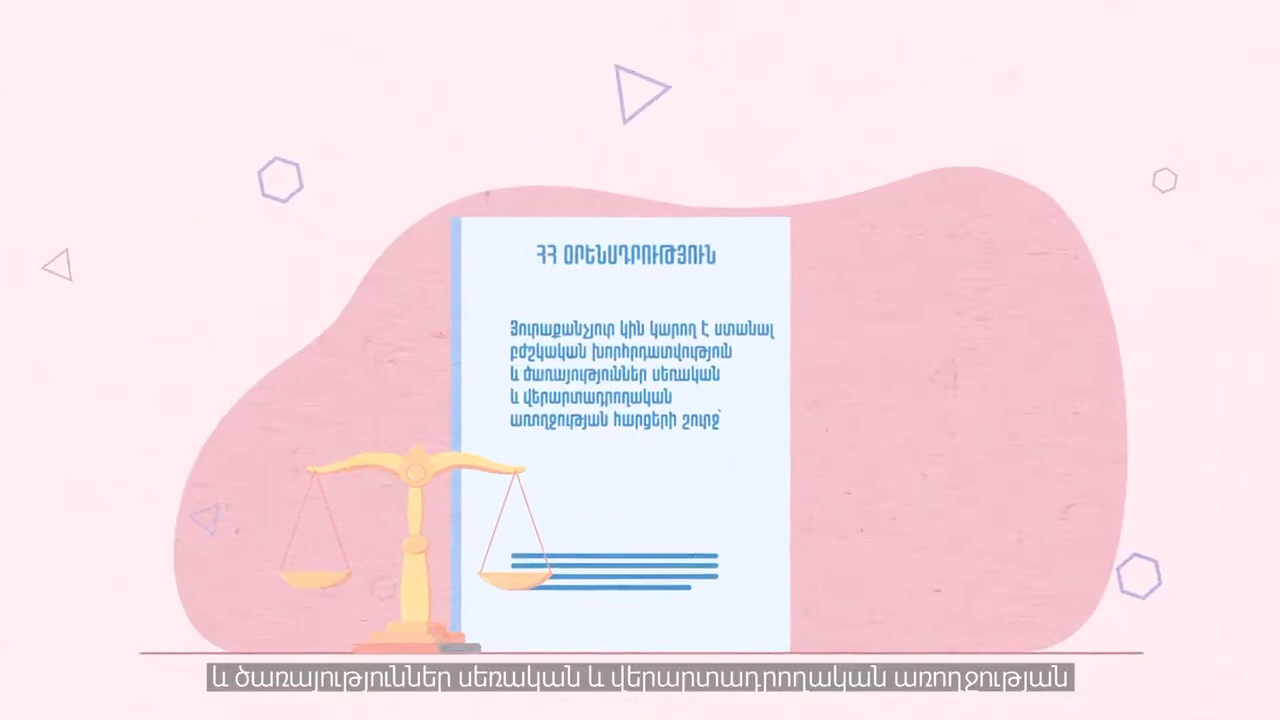 ՀՀ ՕՐԵՆՍԴՐՈՒԹՅՈՒՆ
Յուրաքանչյուր կին կարող է ստանալ
բժշկական խորհրդատվություն
և ծառայություններ սեռական
և վերարտադրողական
առողջության հարցերի շուրջ՝
և ծառայություններ սեռական և վերարտադրողական առողջության